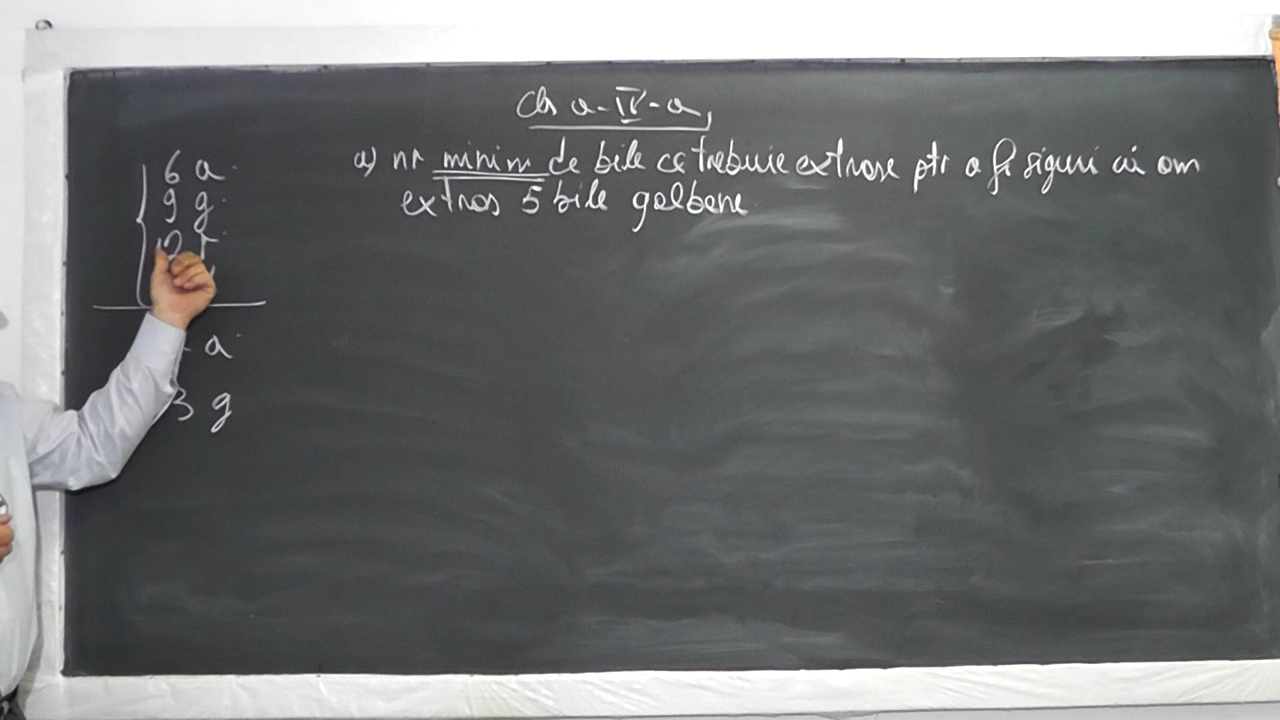 Cls a-IV-a,
6 a
9 g
12 r
a
3 g
a) nr minim de bile ce trebuie extrase ptr a fi siguri că am
extras 5 bile galbene